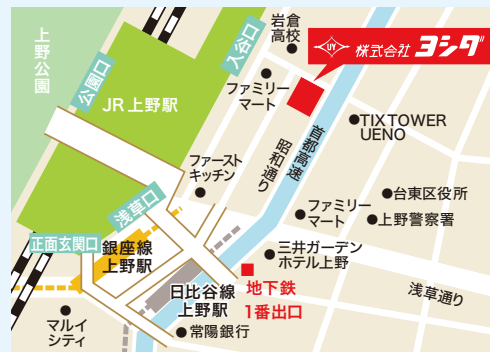 岩倉
高校
UY 株式会社 ヨシダ
上野公園
公園口
入谷口
JR上野駅
ファミリー
マート
TIX TOWER
UENO
首都高速
昭和通り
ファースト
キッチン
浅草口
台東区役所
ファミリー
マート
上野警察署
正面玄関口
銀座線
上野駅
三井ガーデン
ホテル上野
日比谷線
上野駅
地下鉄
1番出口
浅草通り
マルイ
シティ
常陽銀行